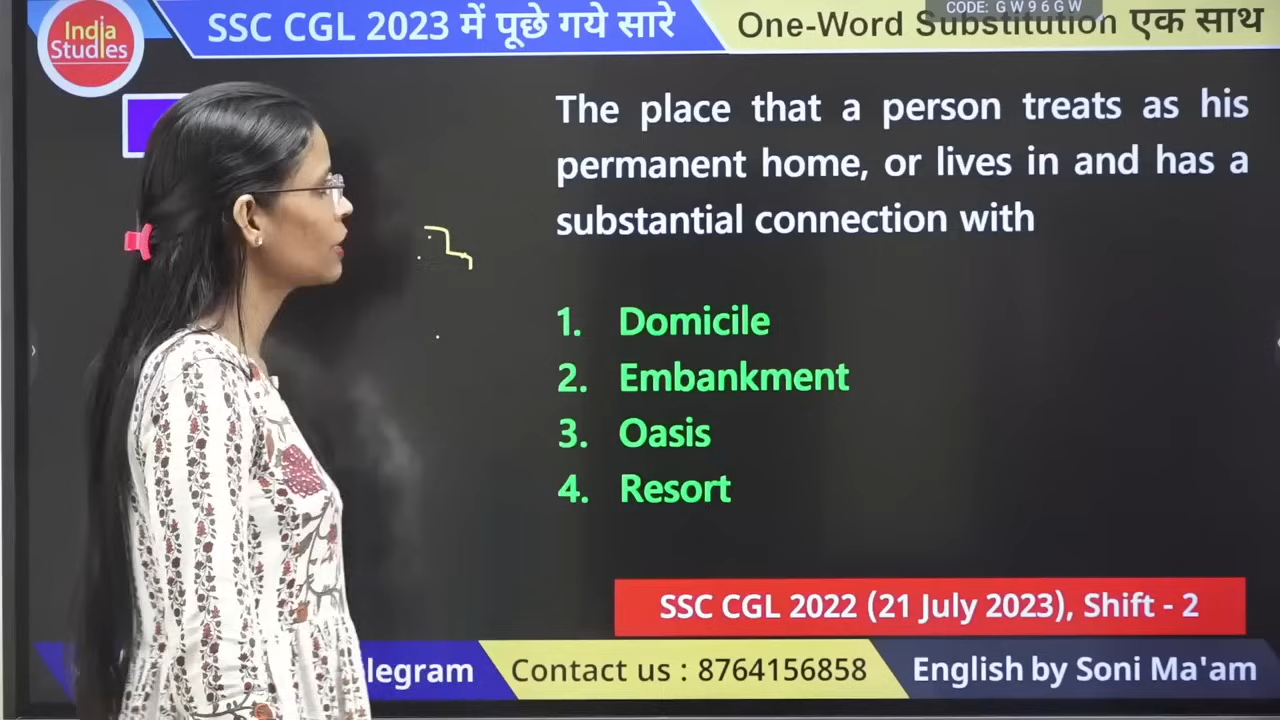 India
Studies
SSC CGL 2023 में पूछे गये सारे
One-Word Substitution एक साथ
CODE: GW96GW
The place that a person treats as his
permanent home, or lives in and has a
substantial connection with
1. Domicile
2. Embankment
3. Oasis
4. Resort
SSC CGL 2022 (21 July 2023), Shift - 2
legram
Contact us : 8764156858
English by Soni Ma'am